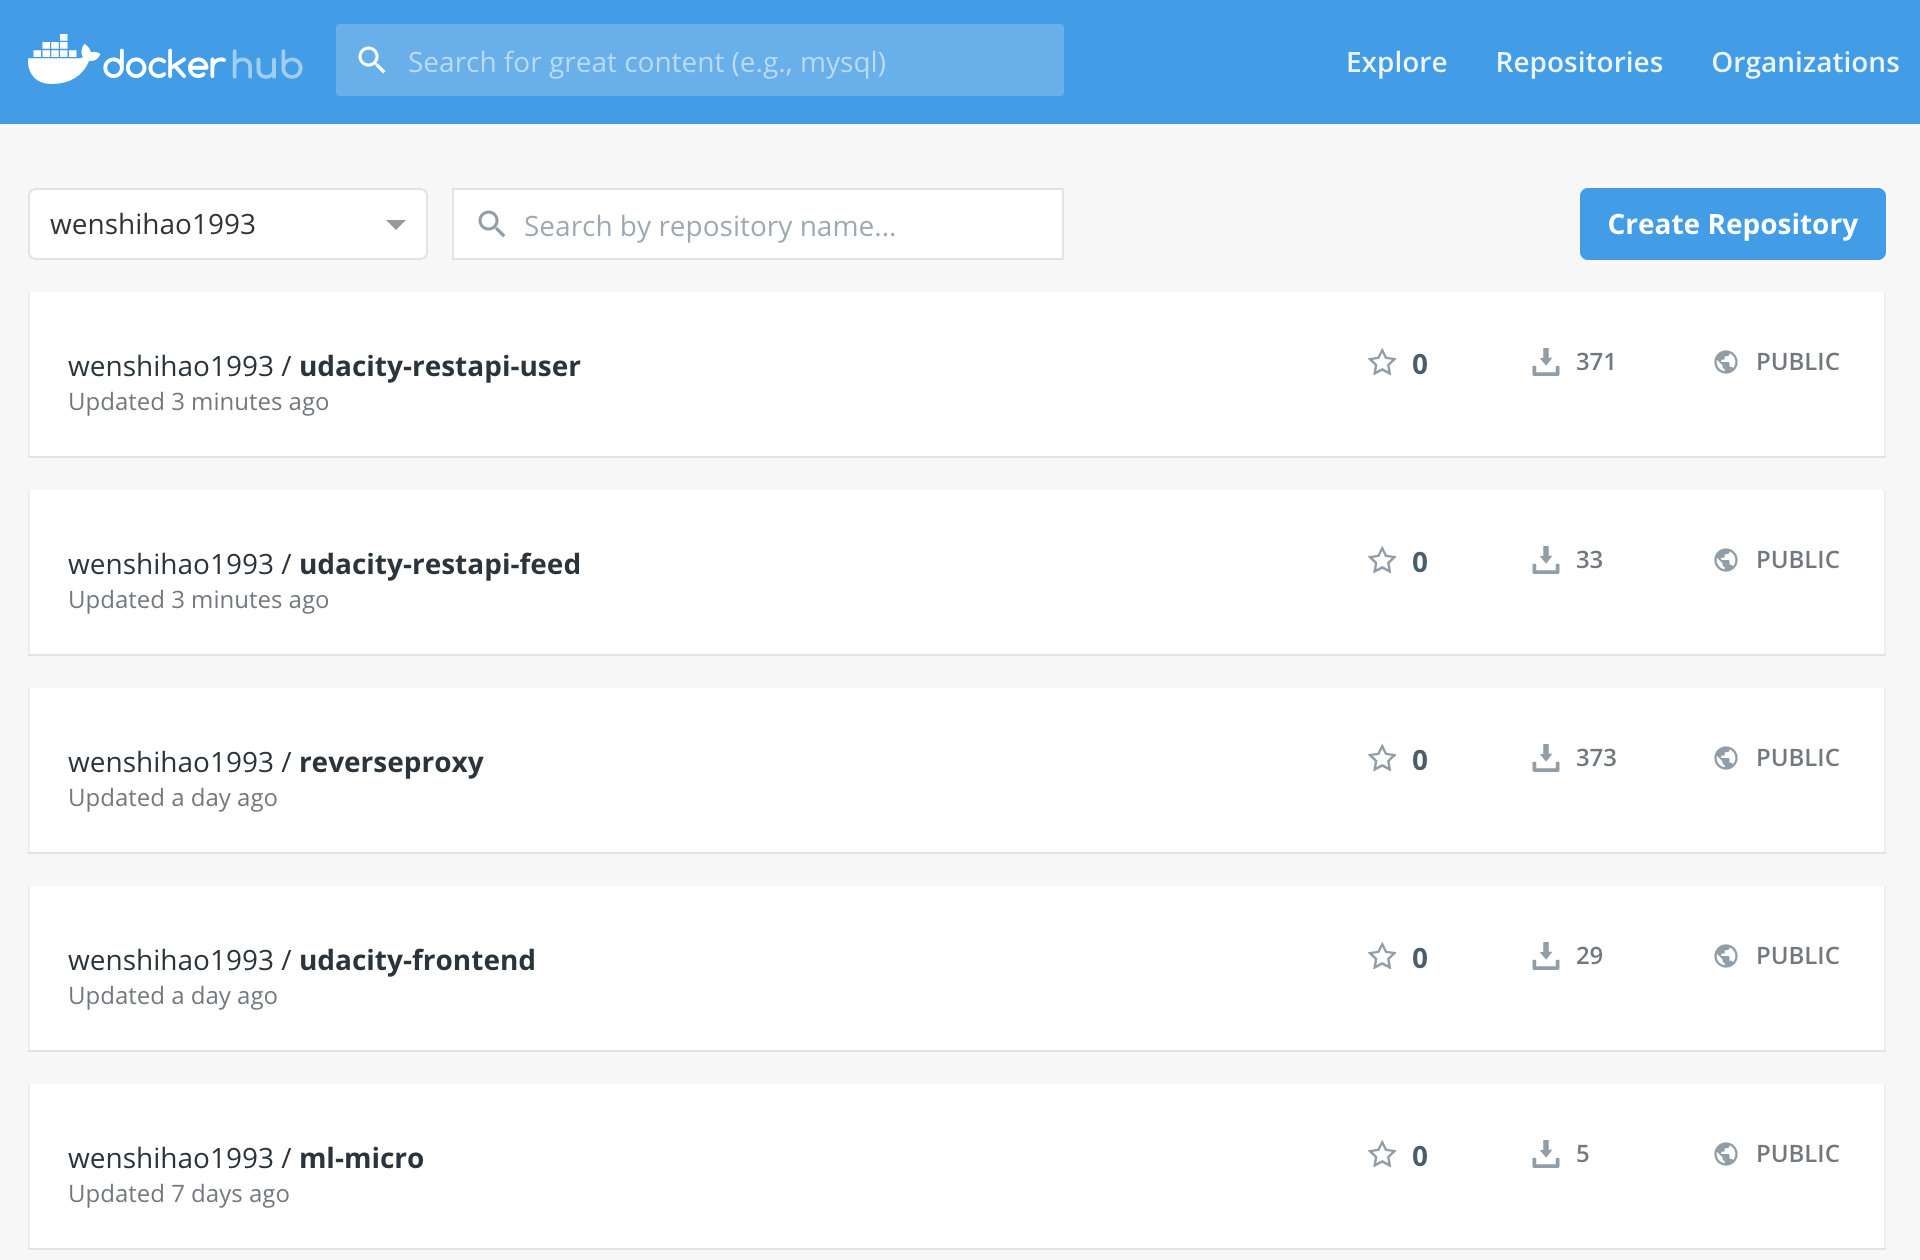 docker hub
Search for great content (e.g., mysql)
Explore
Repositories
Organizations
wenshihao1993
Search by repository name...
Create Repository
wenshihao1993 / udacity-restapi-user
Updated 3 minutes ago
0
371
PUBLIC
wenshihao1993 / udacity-restapi-feed
Updated 3 minutes ago
0
33
PUBLIC
wenshihao1993 / reverseproxy
Updated a day ago
0
373
PUBLIC
wenshihao1993 / udacity-frontend
Updated a day ago
0
29
PUBLIC
wenshihao1993 / ml-micro
Updated 7 days ago
0
5
PUBLIC